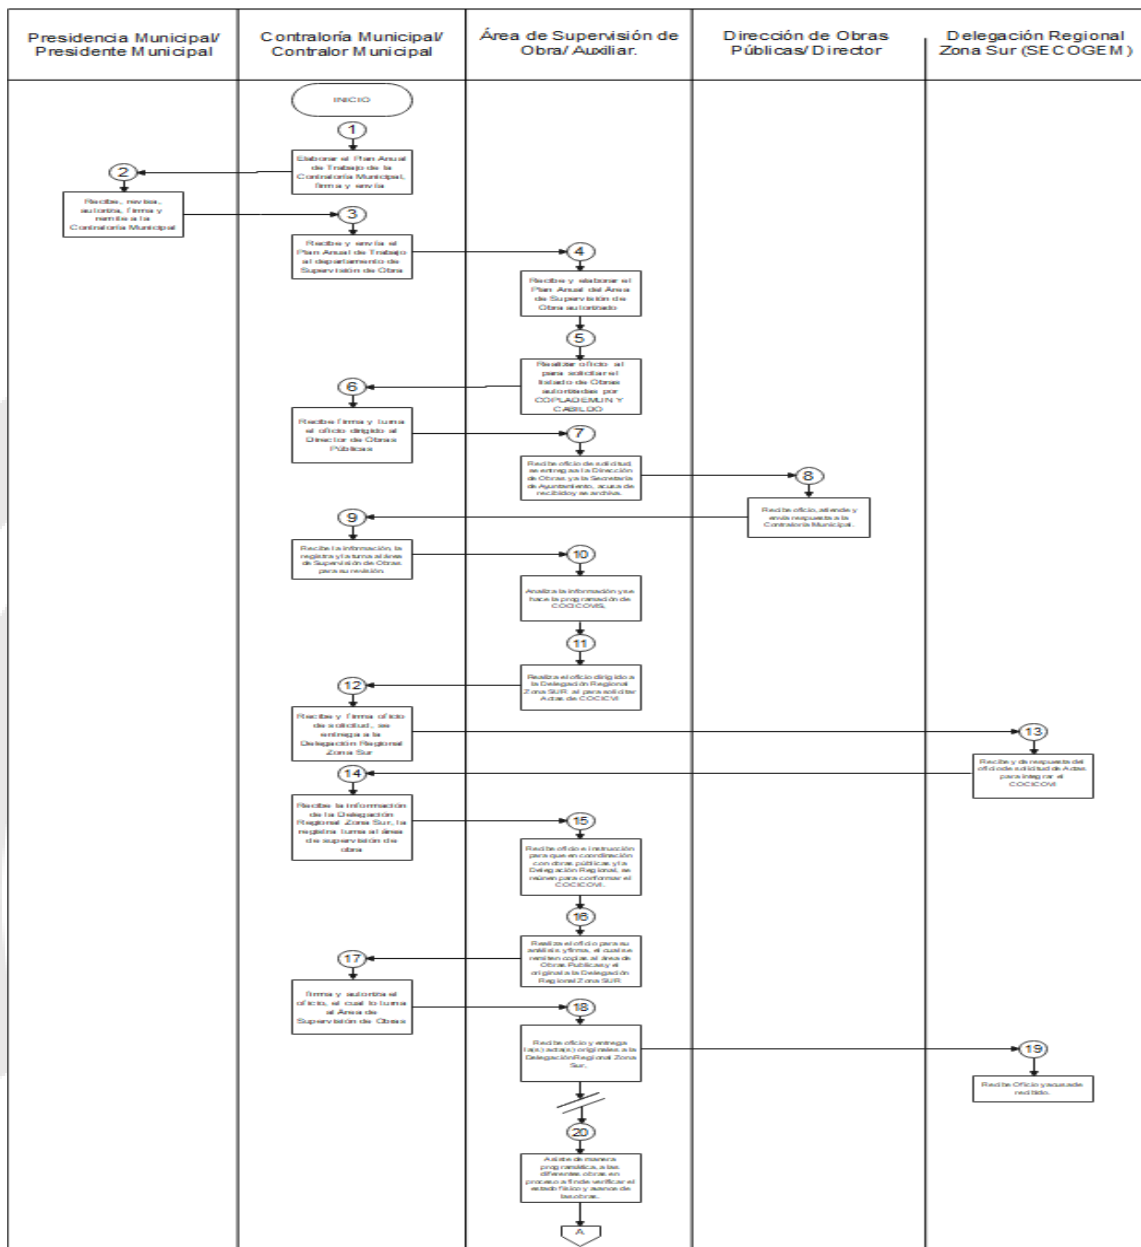 Presidencia Municipal/
Presidente Municipal
Contraloría Municipal/
Contralor Municipal
Área de Supervisión de
Obra/ Auxiliar.
Dirección de Obras
Públicas/ Director
Delegación Regional
Zona Sur (SECOGEM)
INICIO
1
Elaborar el Plan Anual
de Trabajo de la
Contraloría Municipal,
firma y envía
2
Recibe, revisa,
autoriza, firma y
remite a la
Contraloría Municipal
3
Recibe y envía el
Plan Anual de Trabajo
al departamento de
Supervisión de Obra
4
Recibe y elaborar el
Plan Anual del Área
de Supervisión de
Obra autorizado
5
Realizar oficio al
para solicitar el
listado de Obras
autorizadas por
COPLADEMUN Y
CABILDO
6
Recibe firma y turna
el oficio dirigido al
Director de Obras
Públicas
7
Recibe oficio de solicitud,
se entregas a la Dirección
de Obras y a la Secretaría
de Ayuntamiento, acusa de
recibido y se archiva.
8
Recibe oficio, atiende y
envía respuesta a la
Contraloría Municipal.
9
Recibe la información, la
registra y la turna al área
de Supervisión de Obras
para su revisión
10
Analiza la información y se
hace la programación de
COCICOVIS,
11
Realiza el oficio dirigido a
la Delegación Regional
Zona SUR al para solicitar
Actas de COCICVI
12
Recibe y firma oficio
de solicitud, se
entrega a la
Delegación Regional
Zona Sur
13
Recibe y da respuesta del
oficio de solicitud de Actas
para integrar el
COCICOVI
14
Recibe la información
de la Delegación
Regional Zona Sur, la
registra turna al área
de supervisión de
obra
15
Recibe oficio e instrucción
para que en coordinación
con obras públicas y la
Delegación Regional, se
reúnen para conformar el
COCICOVI.
16
Realiza el oficio para su
análisis y firma, el cual se
remiten copias al área de
Obras Publicas y el
original a la Delegación
Regional Zona SUR
17
firma y autoriza el
oficio, el cual lo turna
al Área de
Supervisión de Obras
18
Recibe oficio y entrega
la(s) acta(s) originales a la
Delegación Regional Zona
Sur.
19
Recibe Oficio y acusa de
recibido.
20
Asiste de manera
programática, a las
diferentes obras en
proceso a fin de verificar el
estado físico y avance de
las obras.
A